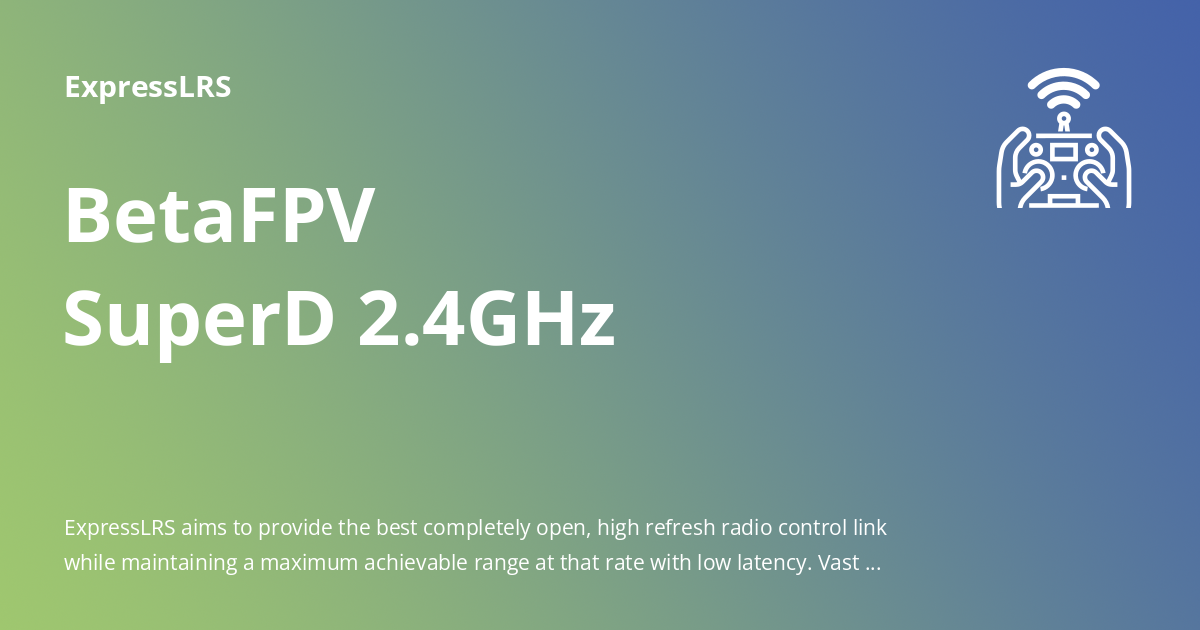 ExpressLRS
BetaFPV
SuperD 2.4GHz
ExpressLRS aims to provide the best completely open, high refresh radio control link
while maintaining a maximum achievable range at that rate with low latency. Vast ...